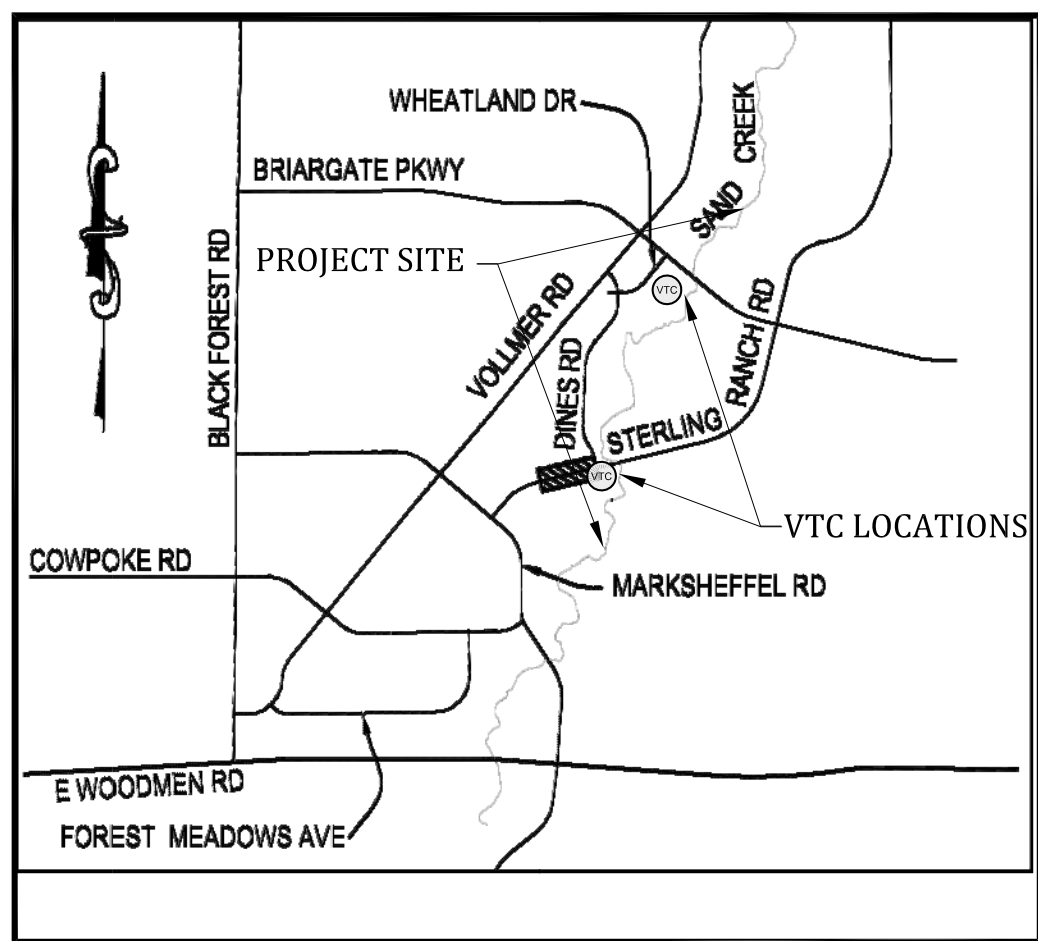 WHEATLAND DR
SAND CREEK
BRIARGATE PKWY
PROJECT SITE
BLACK FOREST RD
VTC
VOLLMER RD
DINES RD
STERLING RANCH RD
VTC
VTC LOCATIONS
COWPOKE RD
MARKSHEFFEL RD
E WOODMEN RD
FOREST MEADOWS AVE